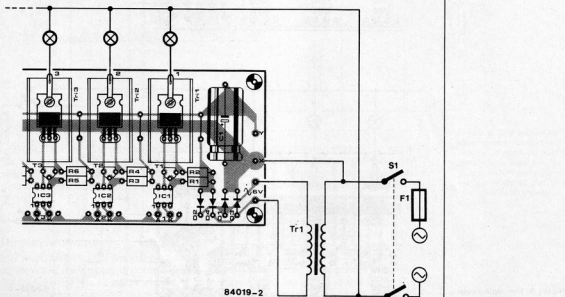 3 2 1
Tri3 Tri2 Tri1
C1
S1
T3 R6 T2 R4 T1 R2
R5 R3 R1
F1
6V
IC3 IC2 IC1
Tr1
84019-2